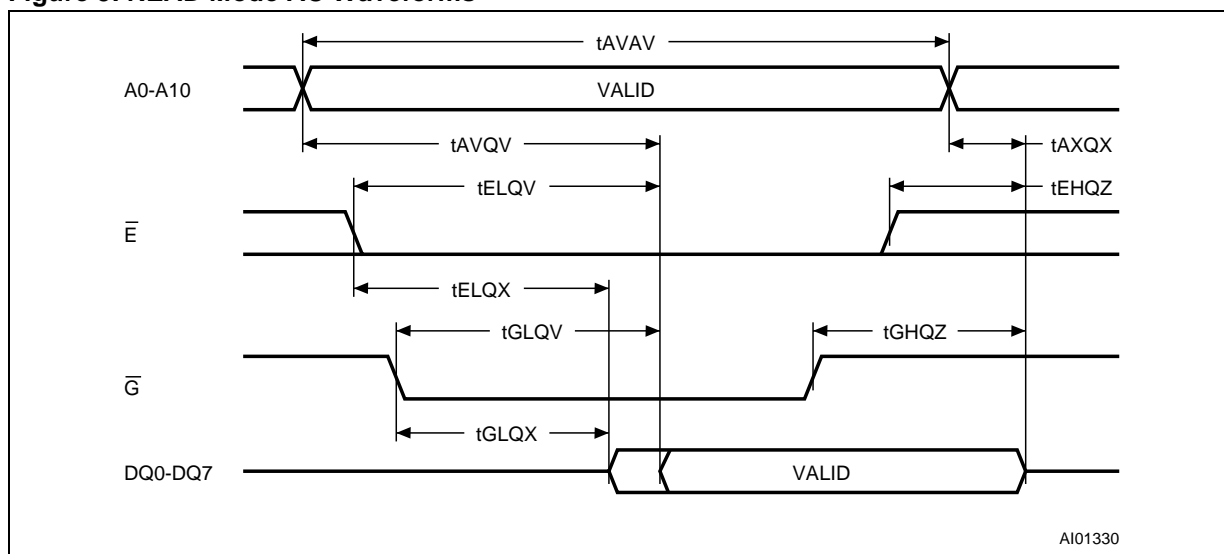 Figure READ Mode AC Waveforms
tAVAV
A0-A10
VALID
tAVQV
tAXQX
tELQV
tEHQZ
E̅
tELQX
tGLQV
tGHQZ
G̅
tGLQX
DQ0-DQ7
VALID
AI01330